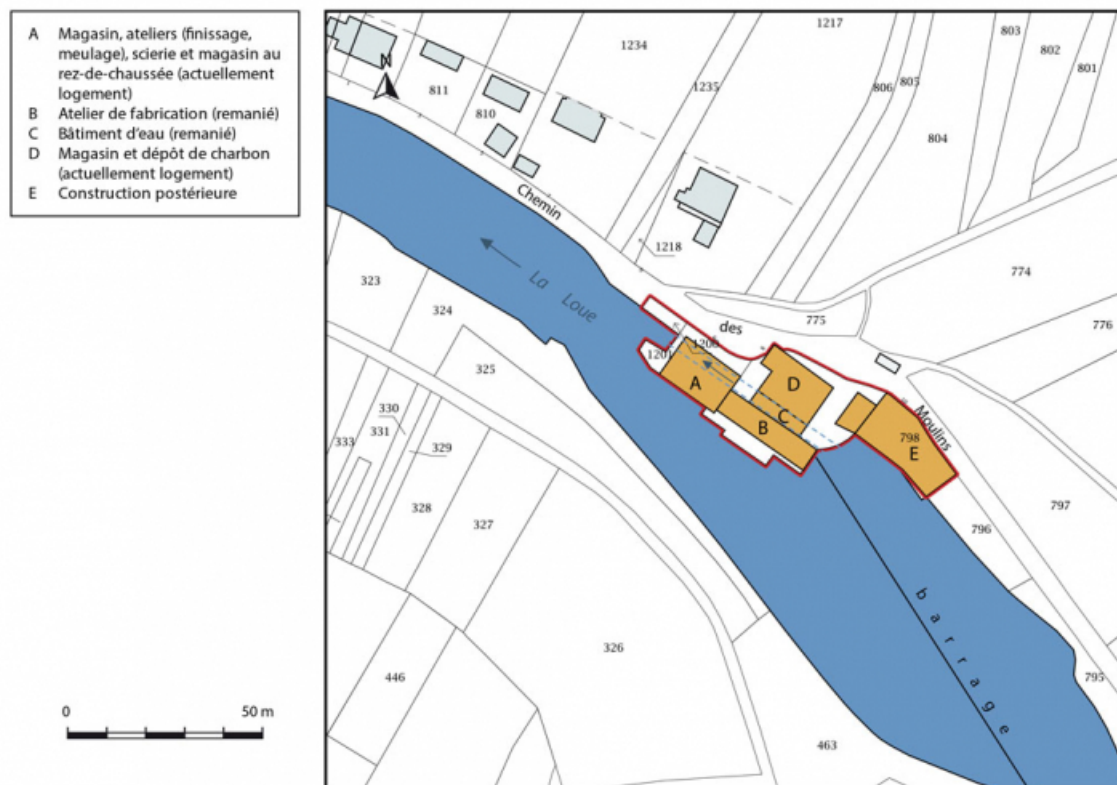 A Magasin, ateliers (finissage,
meulage), scierie et magasin au
rez-de-chaussée (actuellement
logement)
B Atelier de fabrication (remanié)
C Bâtiment d'eau (remanié)
D Magasin et dépôt de charbon
(actuellement logement)
E Construction postérieure
0 50 m
N
1217
803
802
801
1234
811
810
1235
806
805
804
Chemin
1218
774
La Loue
323
324
775
776
des
1200
1201
325
A
D
C
B
Moulins
798
E
330
333
331
329
328
327
797
796
barrage
326
446
795
463